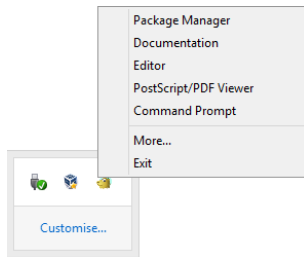 Package Manager
Documentation
Editor
PostScript/PDF Viewer
Command Prompt
More...
Exit
Customise...